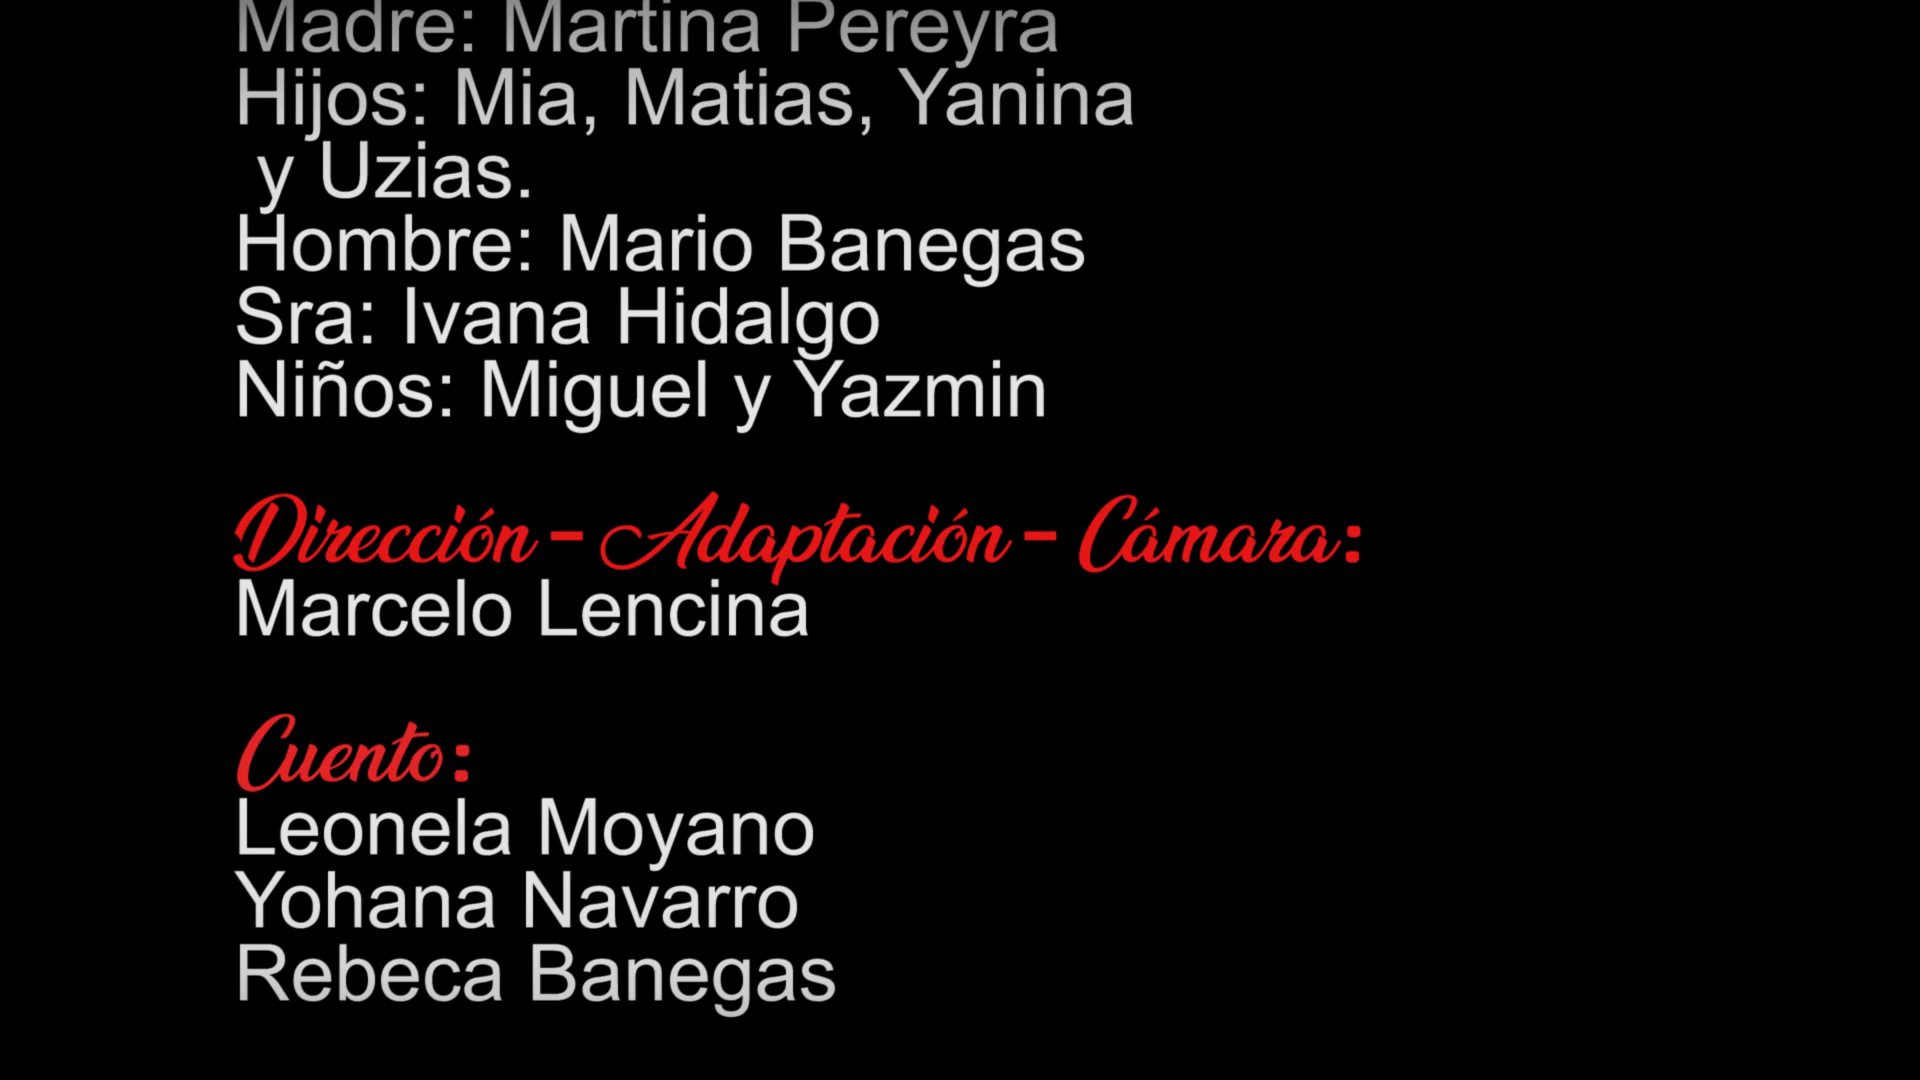 Madre: Martina Pereyra
Hijos: Mia, Matias, Yanina
y Uzias.
Hombre: Mario Banegas
Sra: Ivana Hidalgo
Niños: Miguel y Yazmin
Dirección - Adaptación - Cámara:
Marcelo Lencina
Cuento:
Leonela Moyano
Yohana Navarro
Rebeca Banegas